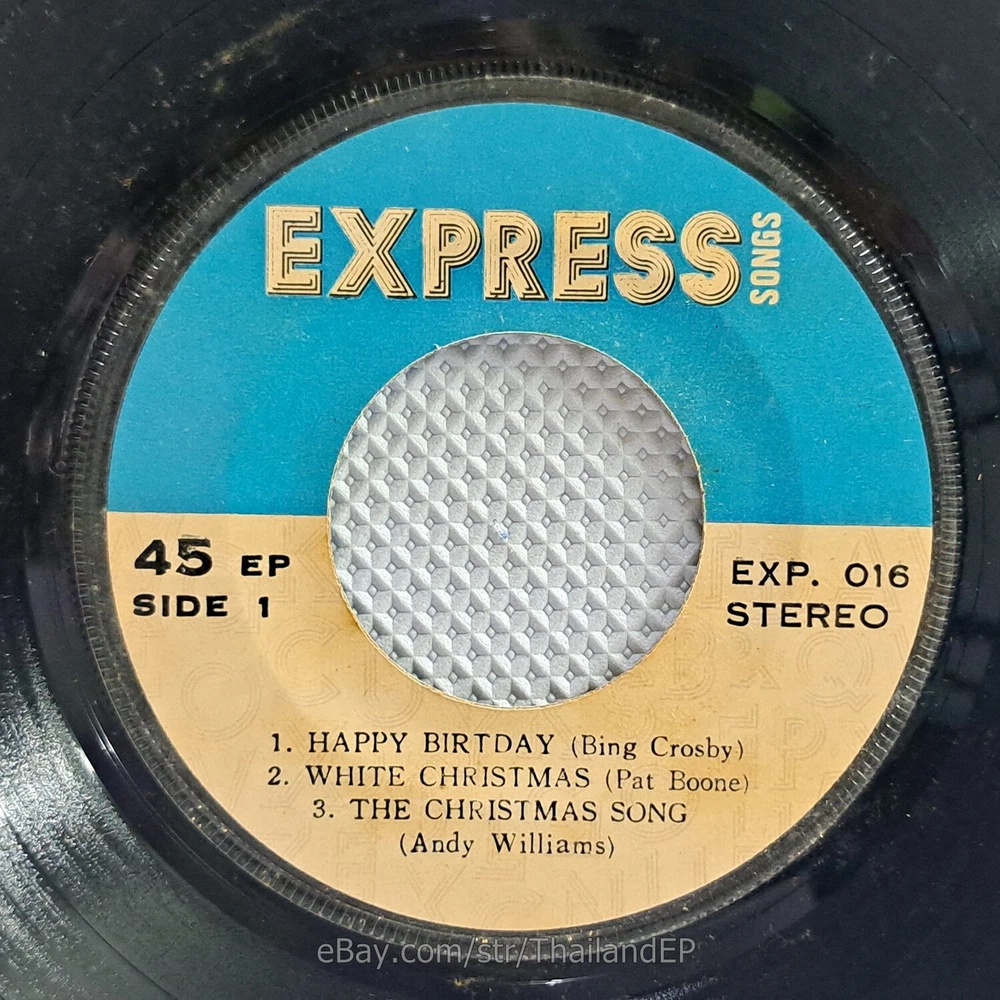 EXPRESS SONGS
45 EP
SIDE 1
EXP. 016
STEREO
1. HAPPY BIRTDAY (Bing Crosby)
2. WHITE CHRISTMAS (Pat Boone)
3. THE CHRISTMAS SONG
(Andy Williams)
eBay.com/str/ThailandEP